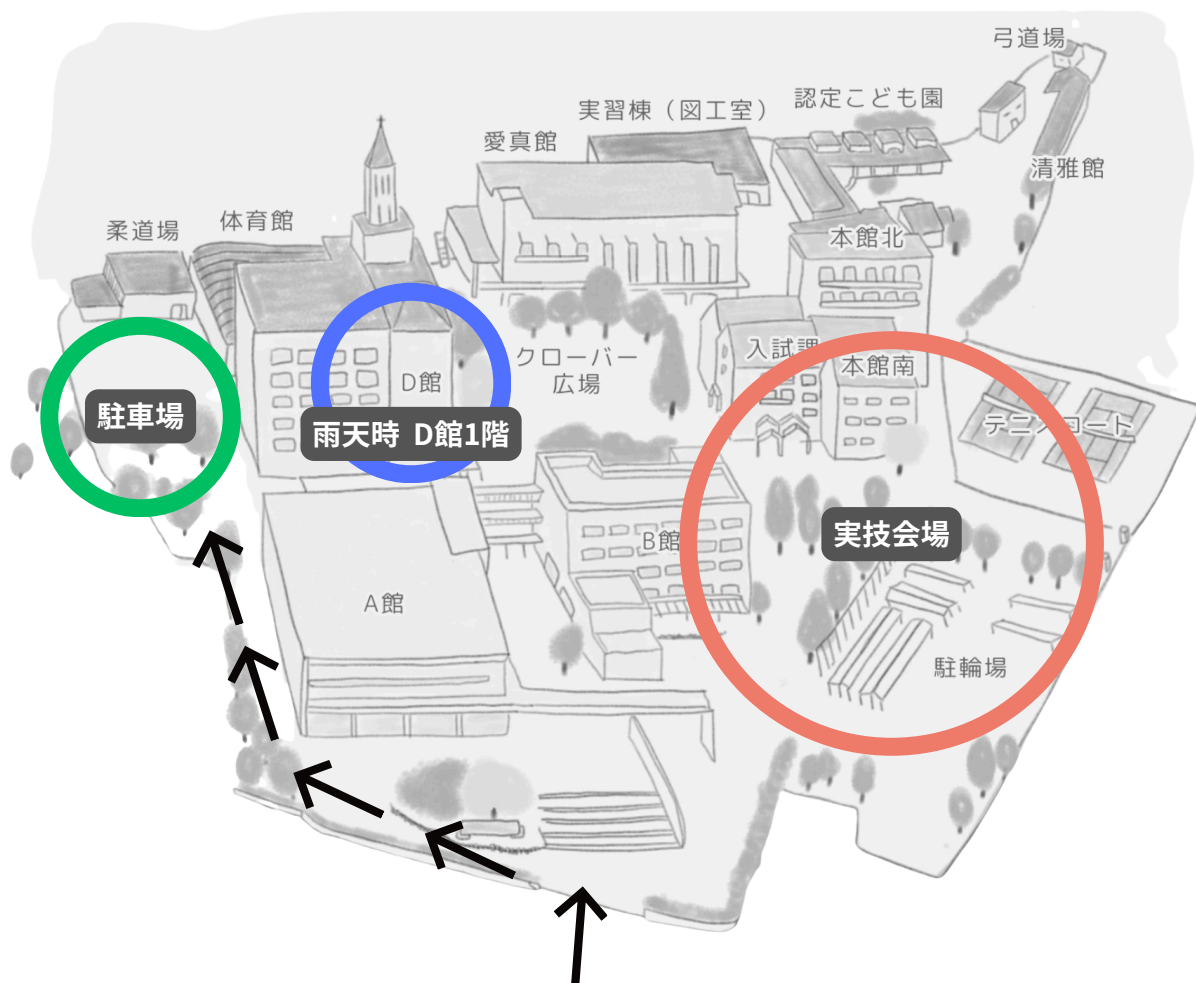 弓道場
認定こども園
実習棟（図工室）
愛真館
清雅館
体育館
柔道場
本館北
入試課
クローバー
広場
本館南
D館
駐車場
雨天時 D館1階
テニスコート
実技会場
B館
A館
駐輪場